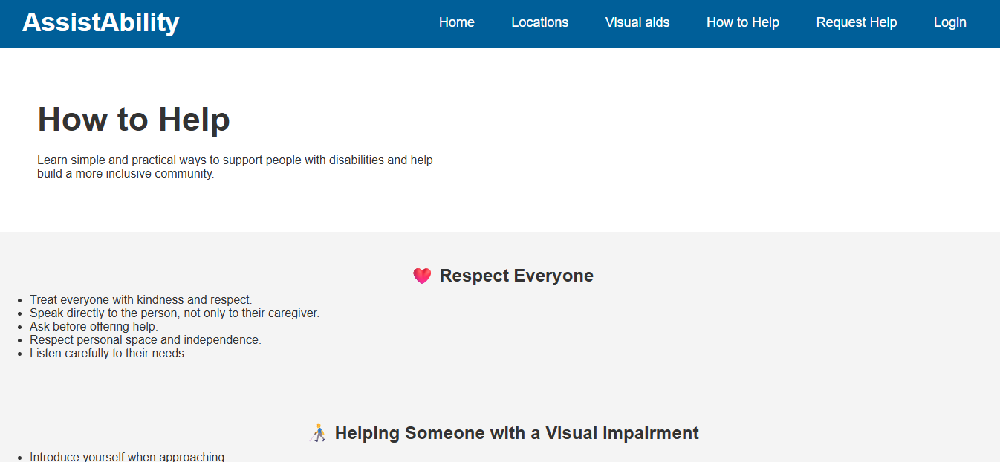 AssistAbility
Home
Locations
Visual aids
How to Help
Request Help
Login
How to Help
Learn simple and practical ways to support people with disabilities and help
build a more inclusive community.
Respect Everyone
Treat everyone with kindness and respect.
Speak directly to the person, not only to their caregiver.
Ask before offering help.
Respect personal space and independence.
Listen carefully to their needs.
Helping Someone with a Visual Impairment
Introduce yourself when approaching.